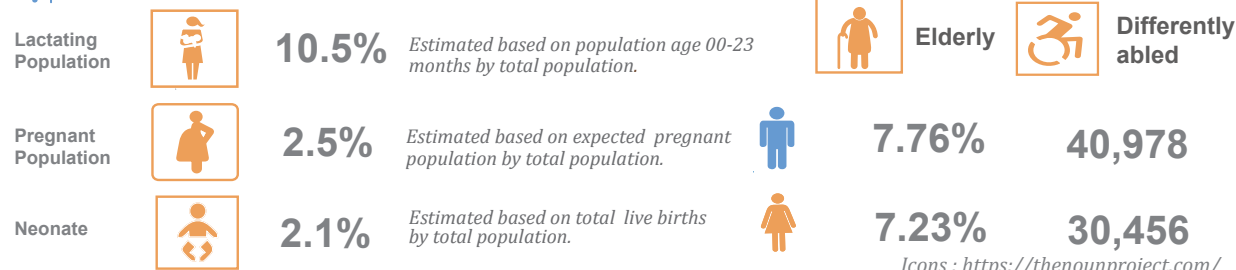 Lactating
Population
10.5%
Estimated based on population age 00-23
months by total population.
Elderly
Differently
abled
Pregnant
Population
2.5%
Estimated based on expected pregnant
population by total population.
7.76%
40,978
Neonate
2.1%
Estimated based on total live births
by total population.
7.23%
30,456
Icons : https://thenounproject.com/